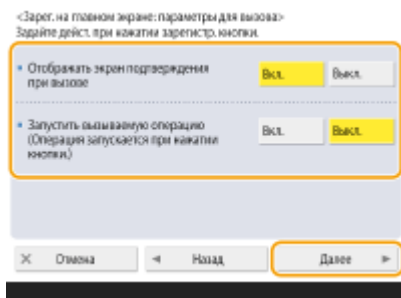 <Зарег. на главном экране: параметры для вызова>
Задайте дейст. при нажатии зарегистр. кнопки.
Отображать экран подтверждения
при вызове
Вкл.
Выкл.
Запустить вызываемую операцию
(Операция запускается при нажатии
кнопки.)
Вкл.
Выкл.
Отмена
Назад
Далее